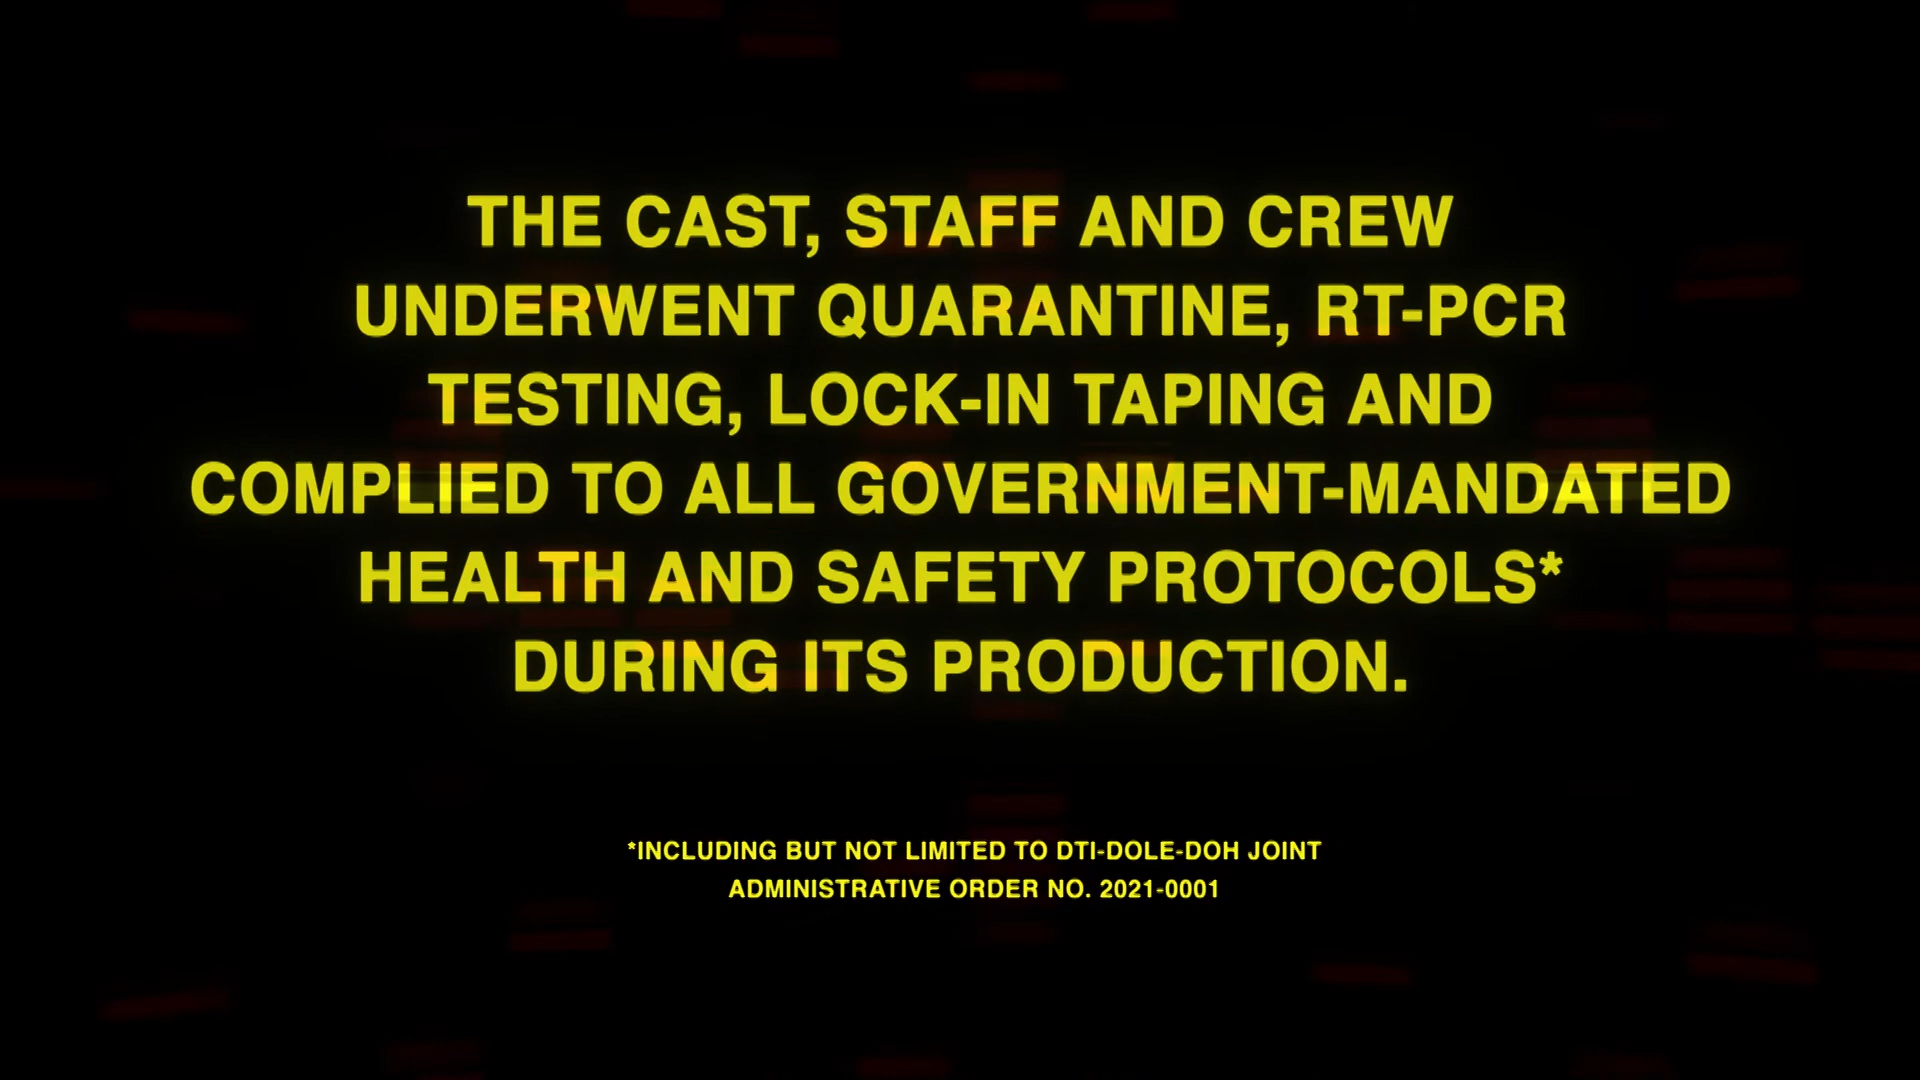 THE CAST, STAFF AND CREW
UNDERWENT QUARANTINE, RT-PCR
TESTING, LOCK-IN TAPING AND
COMPLIED TO ALL GOVERNMENT-MANDATED
HEALTH AND SAFETY PROTOCOLS*
DURING ITS PRODUCTION.
*INCLUDING BUT NOT LIMITED TO DTI-DOLE-DOH JOINT
ADMINISTRATIVE ORDER NO. 2021-0001